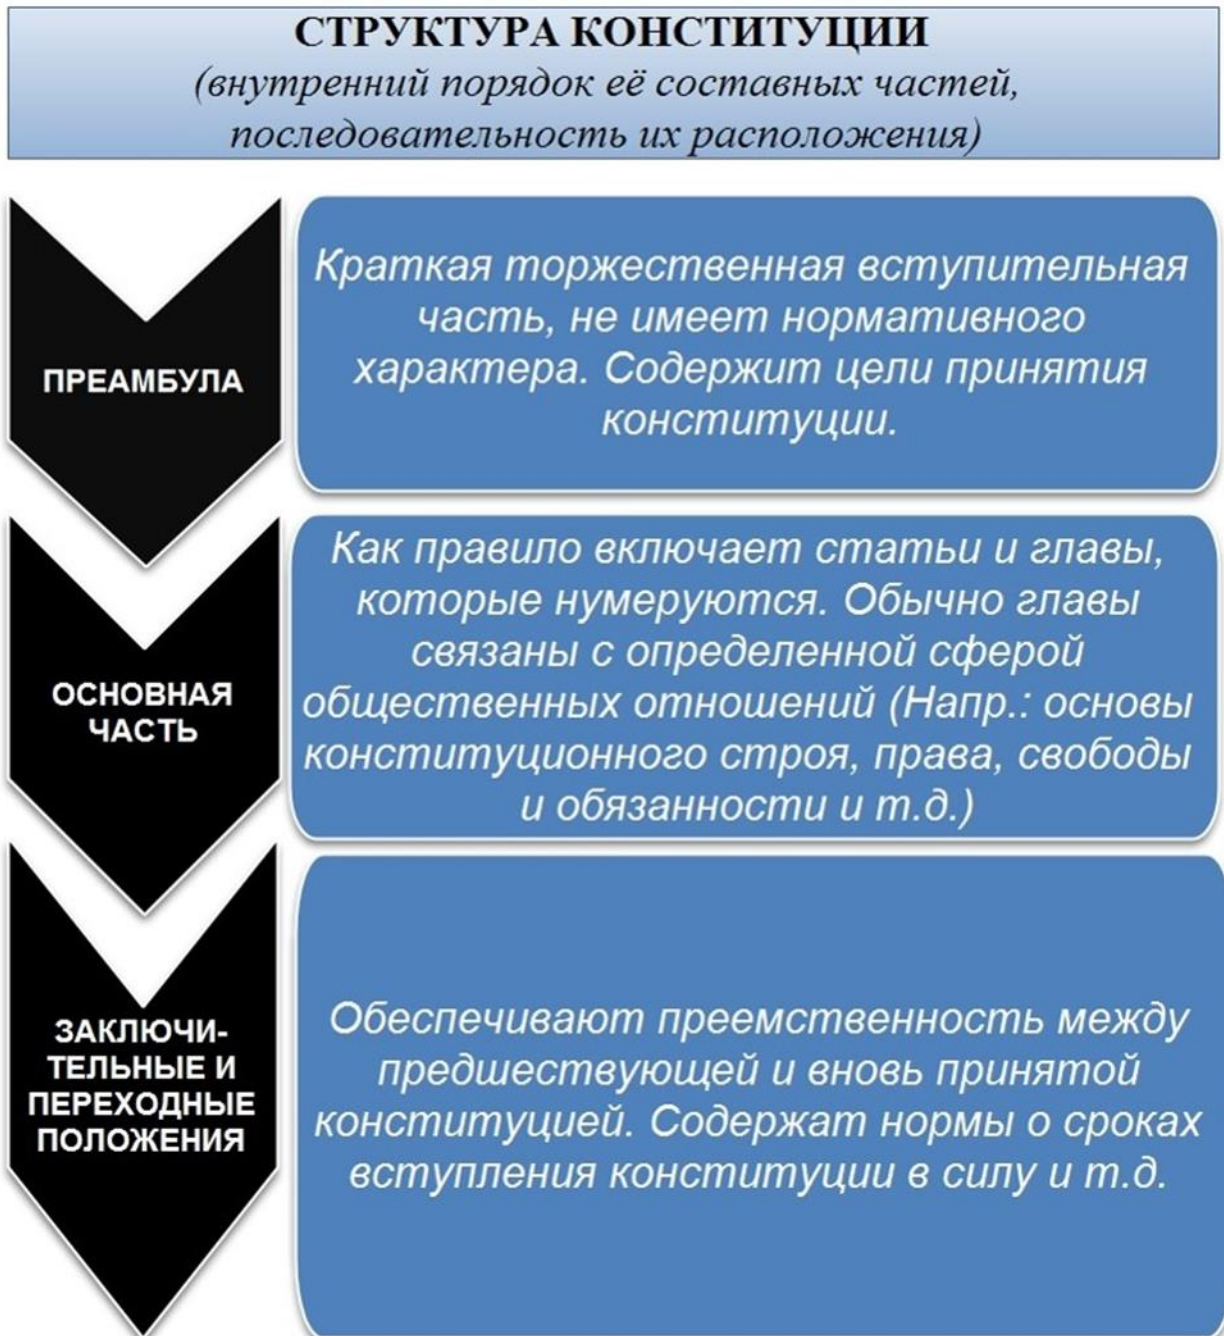 СТРУКТУРА КОНСТИТУЦИИ
(внутренний порядок её составных частей,
последовательность их расположения)
ПРЕАМБУЛА
Краткая торжественная вступительная
часть, не имеет нормативного
характера. Содержит цели принятия
конституции.
ОСНОВНАЯ
ЧАСТЬ
Как правило включает статьи и главы,
которые нумеруются. Обычно главы
связаны с определенной сферой
общественных отношений (Напр.: основы
конституционного строя, права, свободы
и обязанности и т.д.)
ЗАКЛЮЧИ-
ТЕЛЬНЫЕ И
ПЕРЕХОДНЫЕ
ПОЛОЖЕНИЯ
Обеспечивают преемственность между
предшествующей и вновь принятой
конституцией. Содержат нормы о сроках
вступления конституции в силу и т.д.